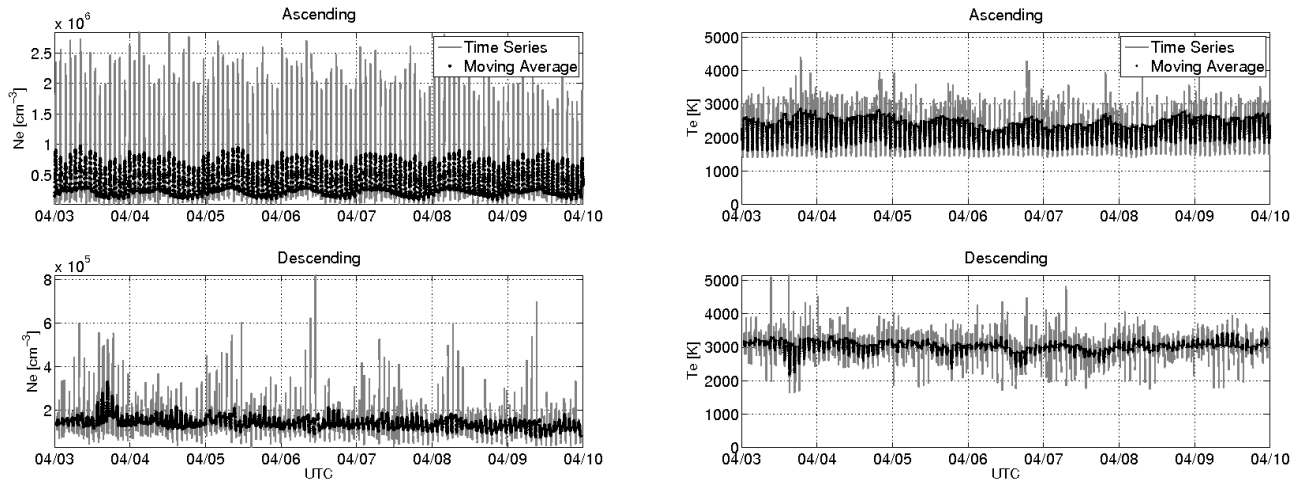 Ascending
x 10^6
Ne [cm^-3]
2.5
2
1.5
1
0.5
Time Series
Moving Average
04/03 04/04 04/05 04/06 04/07 04/08 04/09 04/10
Ascending
Te [K]
5000
4000
3000
2000
1000
0
Time Series
Moving Average
04/03 04/04 04/05 04/06 04/07 04/08 04/09 04/10
Descending
x 10^5
Ne [cm^-3]
8
6
4
2
04/03 04/04 04/05 04/06 04/07 04/08 04/09 04/10
UTC
Descending
Te [K]
5000
4000
3000
2000
1000
0
04/03 04/04 04/05 04/06 04/07 04/08 04/09 04/10
UTC